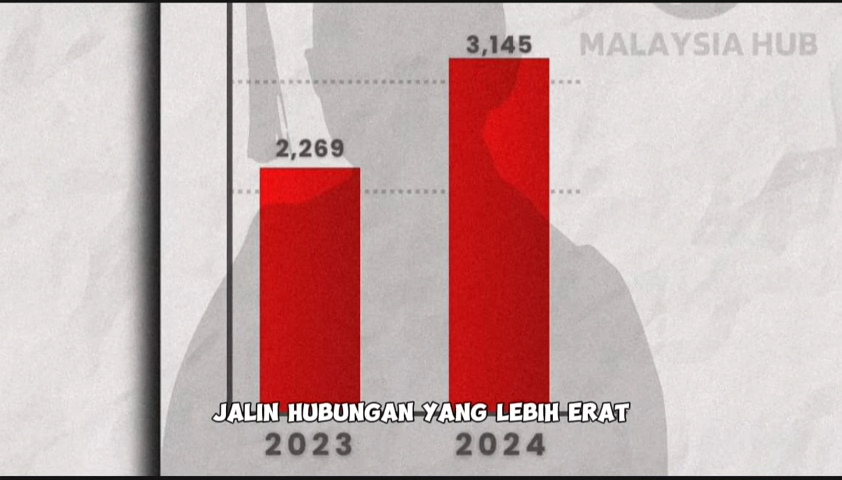 3,145
MALAYSIA HUB
2,269
JALIN HUBUNGAN YANG LEBIH ERAT
2023 2024